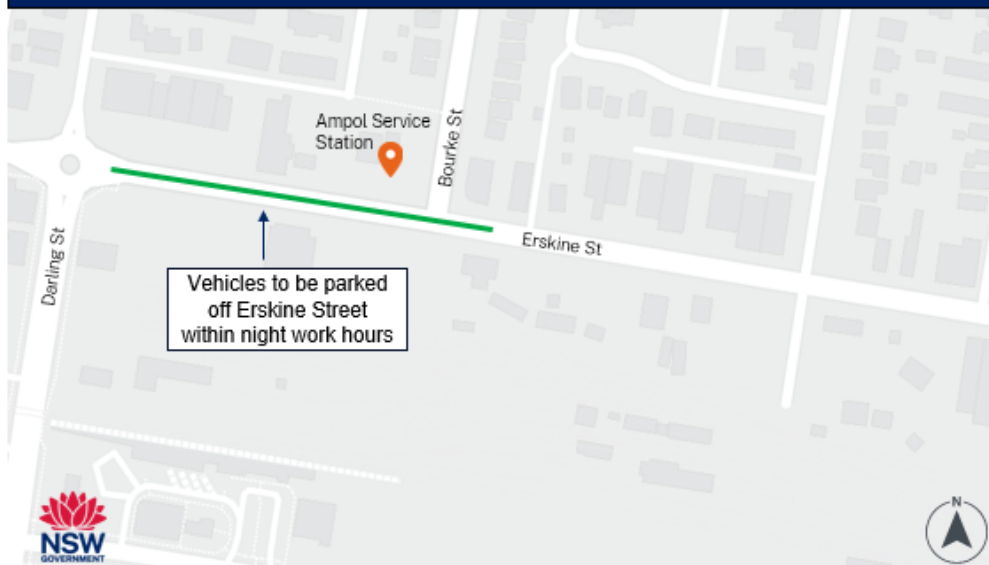 Ampol Service
Station
Bourke St
Erskine St
Darling St
Vehicles to be parked
off Erskine Street
within night work hours
NSW
GOVERNMENT
N